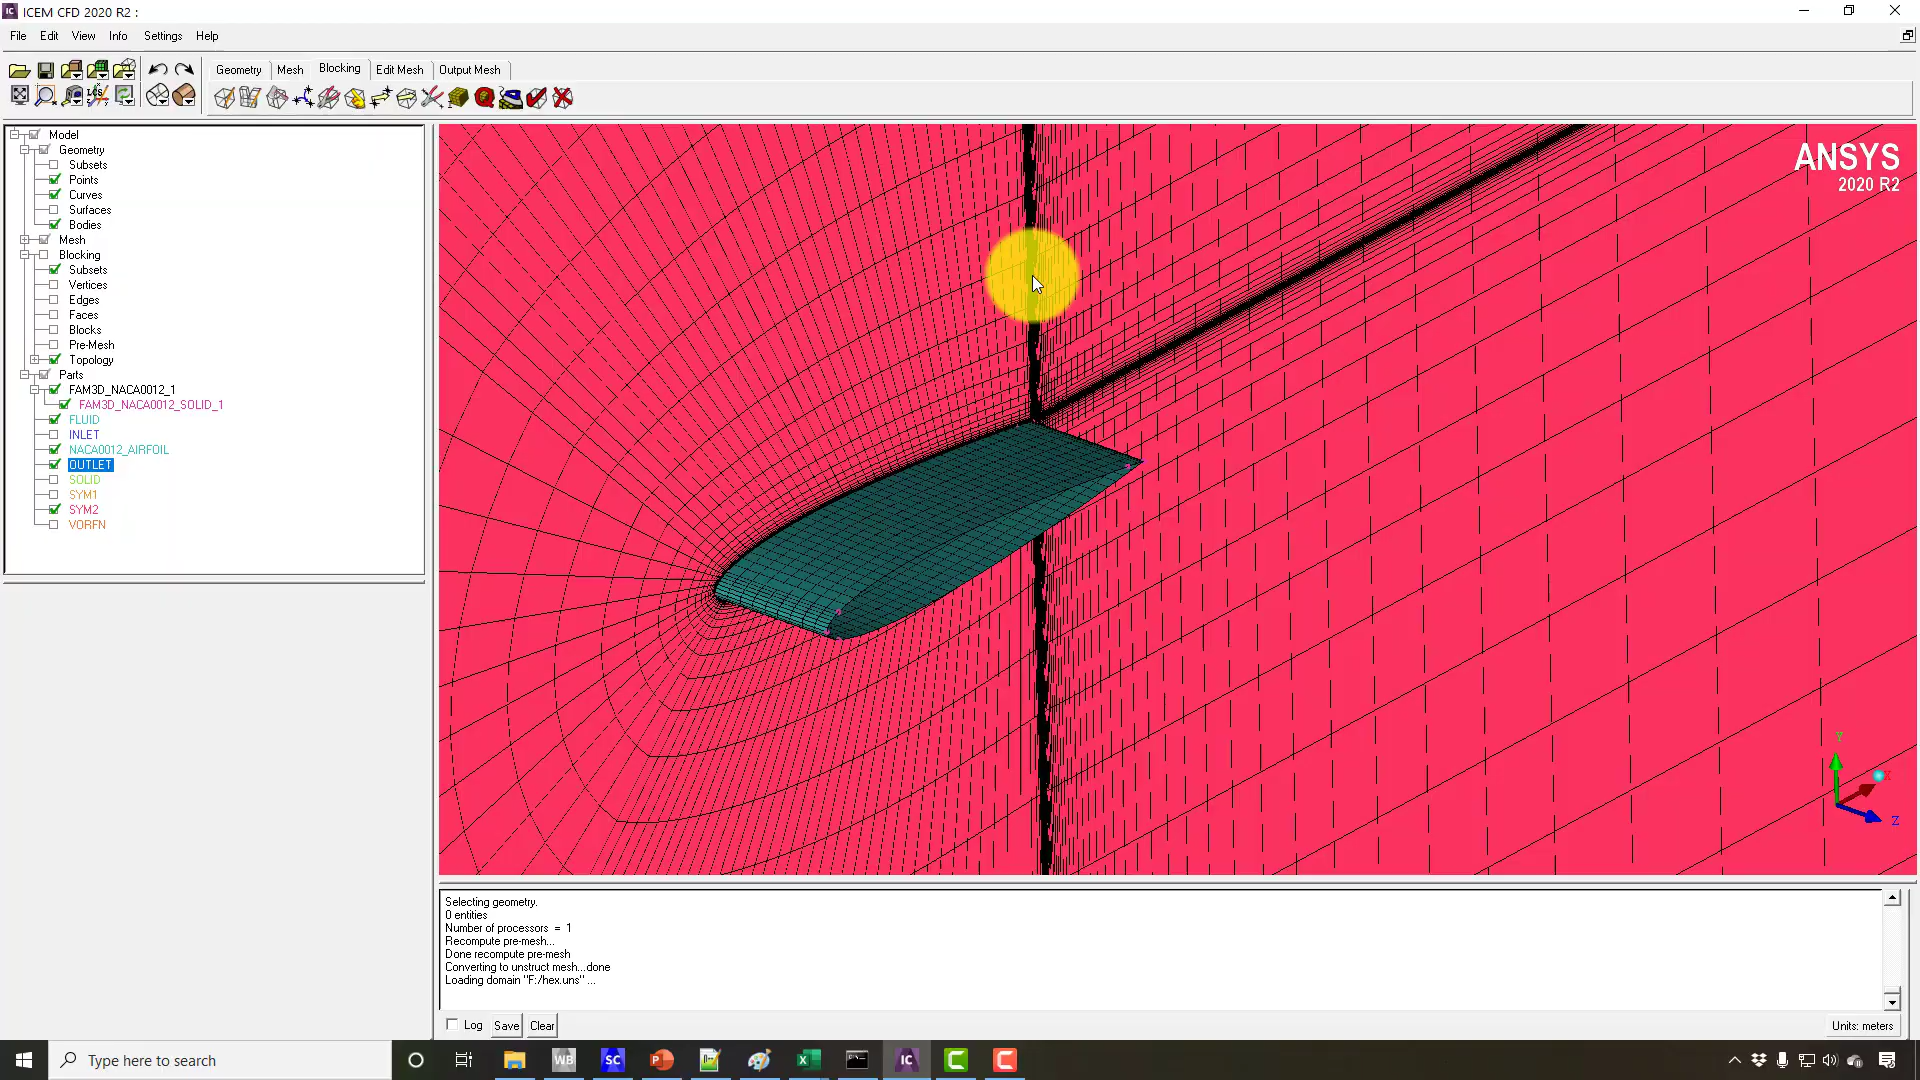 ICEM CFD 2020 R2 :
File Edit View Info Settings Help
Geometry Mesh Blocking Edit Mesh Output Mesh
LCS
Model
Geometry
Subsets
Points
Curves
Surfaces
Bodies
Mesh
Blocking
Subsets
Vertices
Edges
Faces
Blocks
Pre-Mesh
Topology
Parts
FAM3D_NACA0012_1
FAM3D_NACA0012_SOLID_1
FLUID
INLET
NACA0012_AIRFOIL
OUTLET
SOLID
SYM1
SYM2
VORFN
ANSYS
2020 R2
Y
X
Z
Selecting geometry.
0 entities
Number of processors = 1
Recompute pre-mesh...
Done recompute pre-mesh
Converting to unstruct mesh...done
Loading domain "F:/hex.uns" ...
Log Save Clear
Units: meters
Type here to search